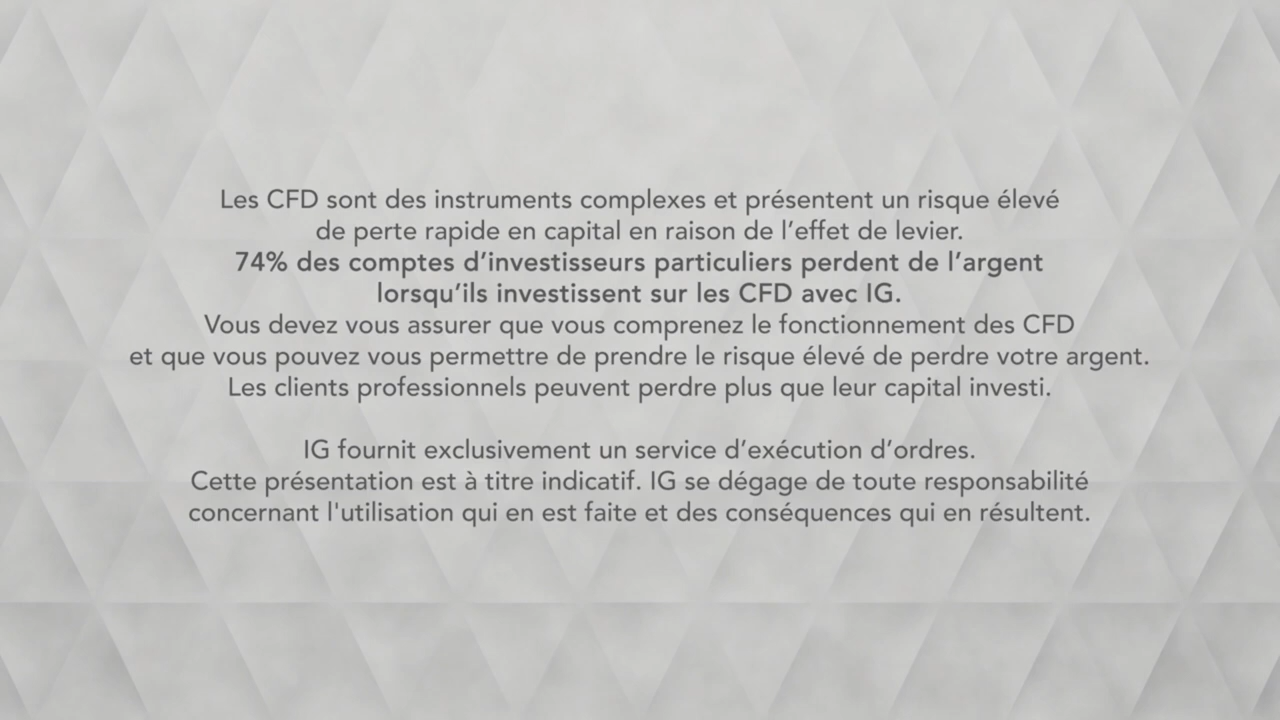 Les CFD sont des instruments complexes et présentent un risque élevé
de perte rapide en capital en raison de l’effet de levier.
74% des comptes d’investisseurs particuliers perdent de l’argent
lorsqu’ils investissent sur les CFD avec IG.
Vous devez vous assurer que vous comprenez le fonctionnement des CFD
et que vous pouvez vous permettre de prendre le risque élevé de perdre votre argent.
Les clients professionnels peuvent perdre plus que leur capital investi.
IG fournit exclusivement un service d’exécution d’ordres.
Cette présentation est à titre indicatif. IG se dégage de toute responsabilité
concernant l'utilisation qui en est faite et des conséquences qui en résultent.